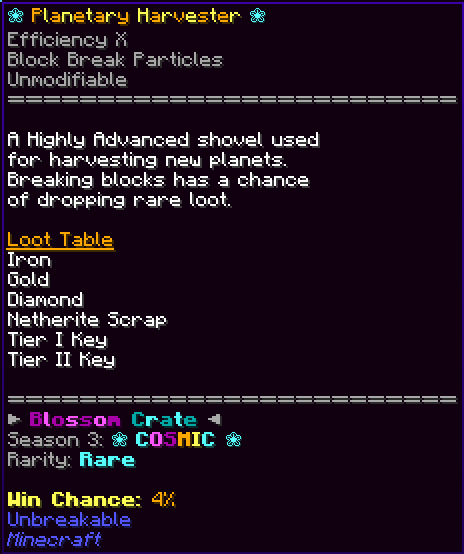 ❀ Planetary Harvester ❀
Efficiency X
Block Break Particles
Unmodifiable
=================================
A Highly Advanced shovel used
for harvesting new planets.
Breaking blocks has a chance
of dropping rare loot.
Loot Table
Iron
Gold
Diamond
Netherite Scrap
Tier I Key
Tier II Key
=================================
► Blossom Crate ◄
Season 3: ❀ COSMIC ❀
Rarity: Rare
Win Chance: 4%
Unbreakable
Minecraft